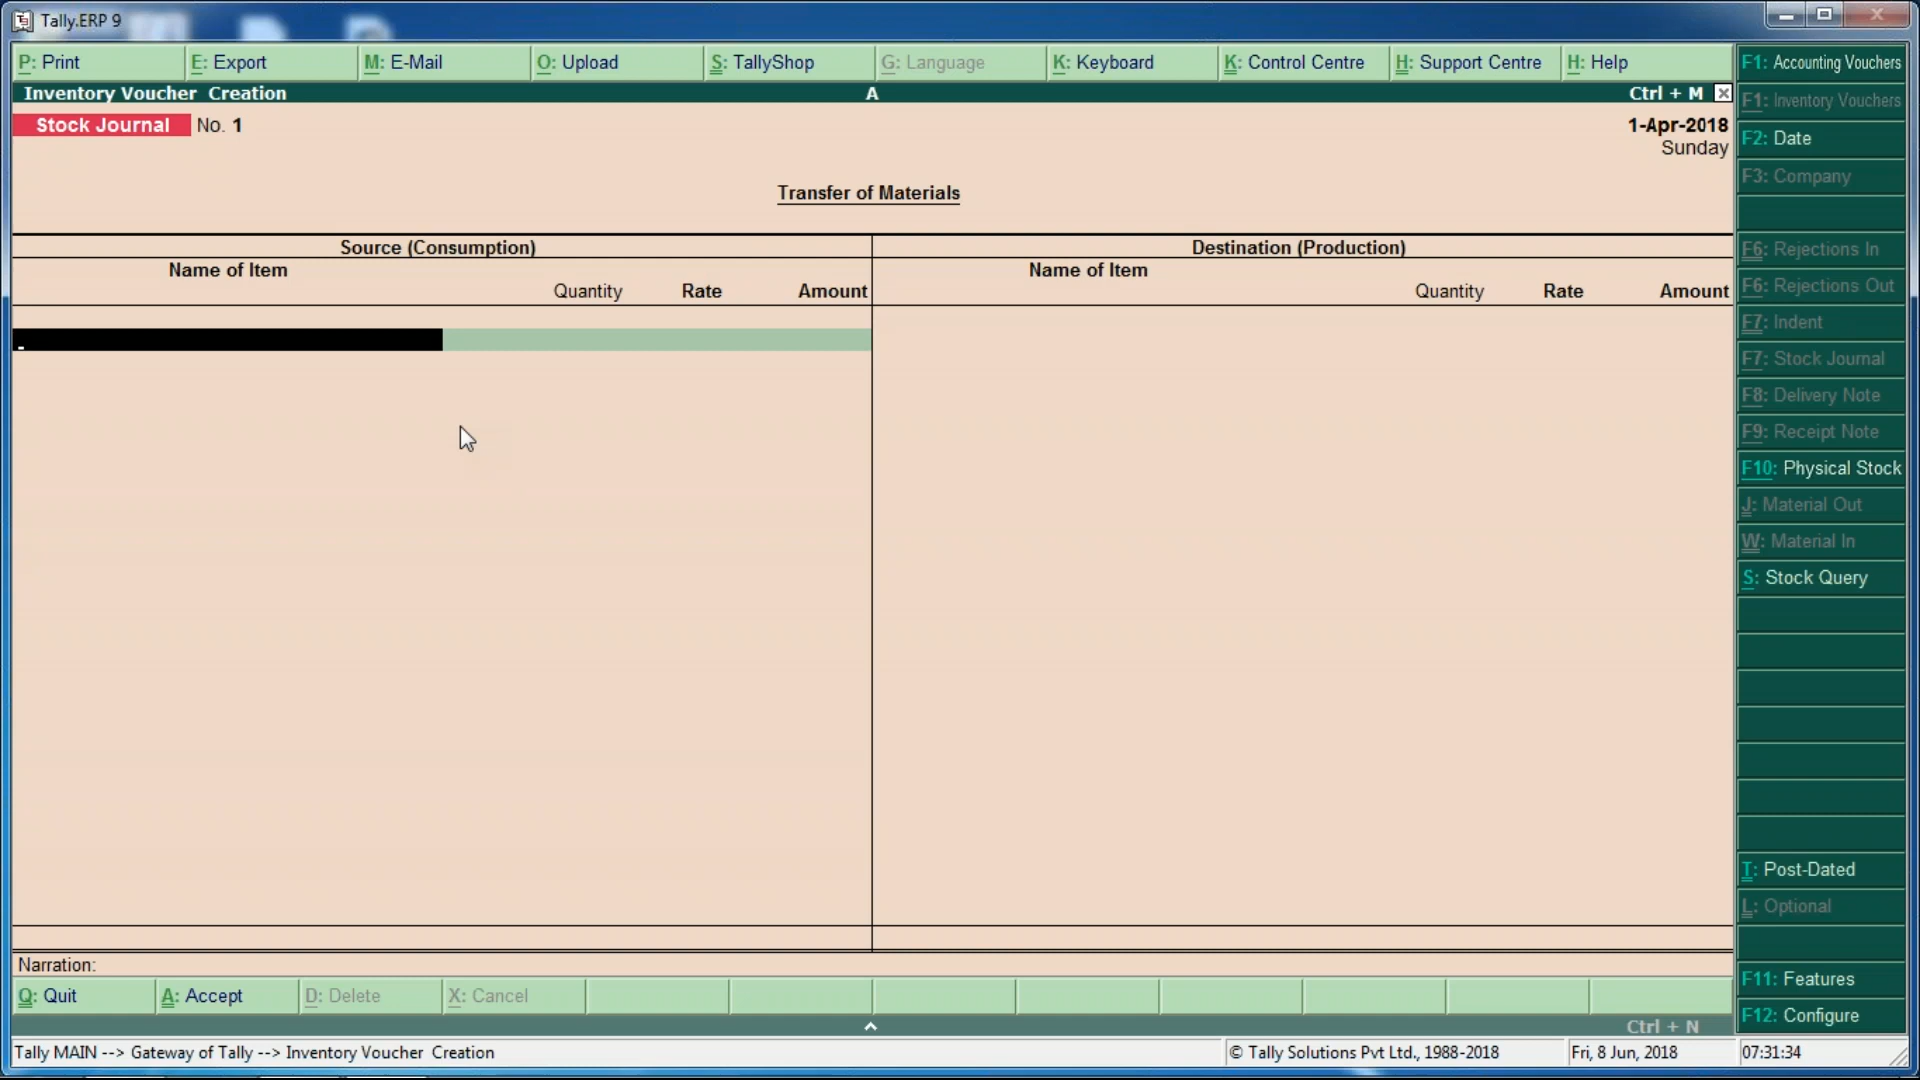 Tally.ERP 9
P: Print E: Export M: E-Mail O: Upload S: TallyShop G: Language K: Keyboard K: Control Centre H: Support Centre H: Help
Inventory Voucher Creation A Ctrl + M
Stock Journal No. 1 1-Apr-2018
Sunday
Transfer of Materials
Source (Consumption) Destination (Production)
Name of Item Name of Item
Quantity Rate Amount Quantity Rate Amount
Narration:
Q: Quit A: Accept D: Delete X: Cancel
Ctrl + N
Tally MAIN --> Gateway of Tally --> Inventory Voucher Creation © Tally Solutions Pvt Ltd., 1988-2018 Fri, 8 Jun, 2018 07:31:34
F1: Accounting Vouchers
F1: Inventory Vouchers
F2: Date
F3: Company
F6: Rejections In
F6: Rejections Out
F7: Indent
F7: Stock Journal
F8: Delivery Note
F9: Receipt Note
F10: Physical Stock
J: Material Out
W: Material In
S: Stock Query
T: Post-Dated
L: Optional
F11: Features
F12: Configure